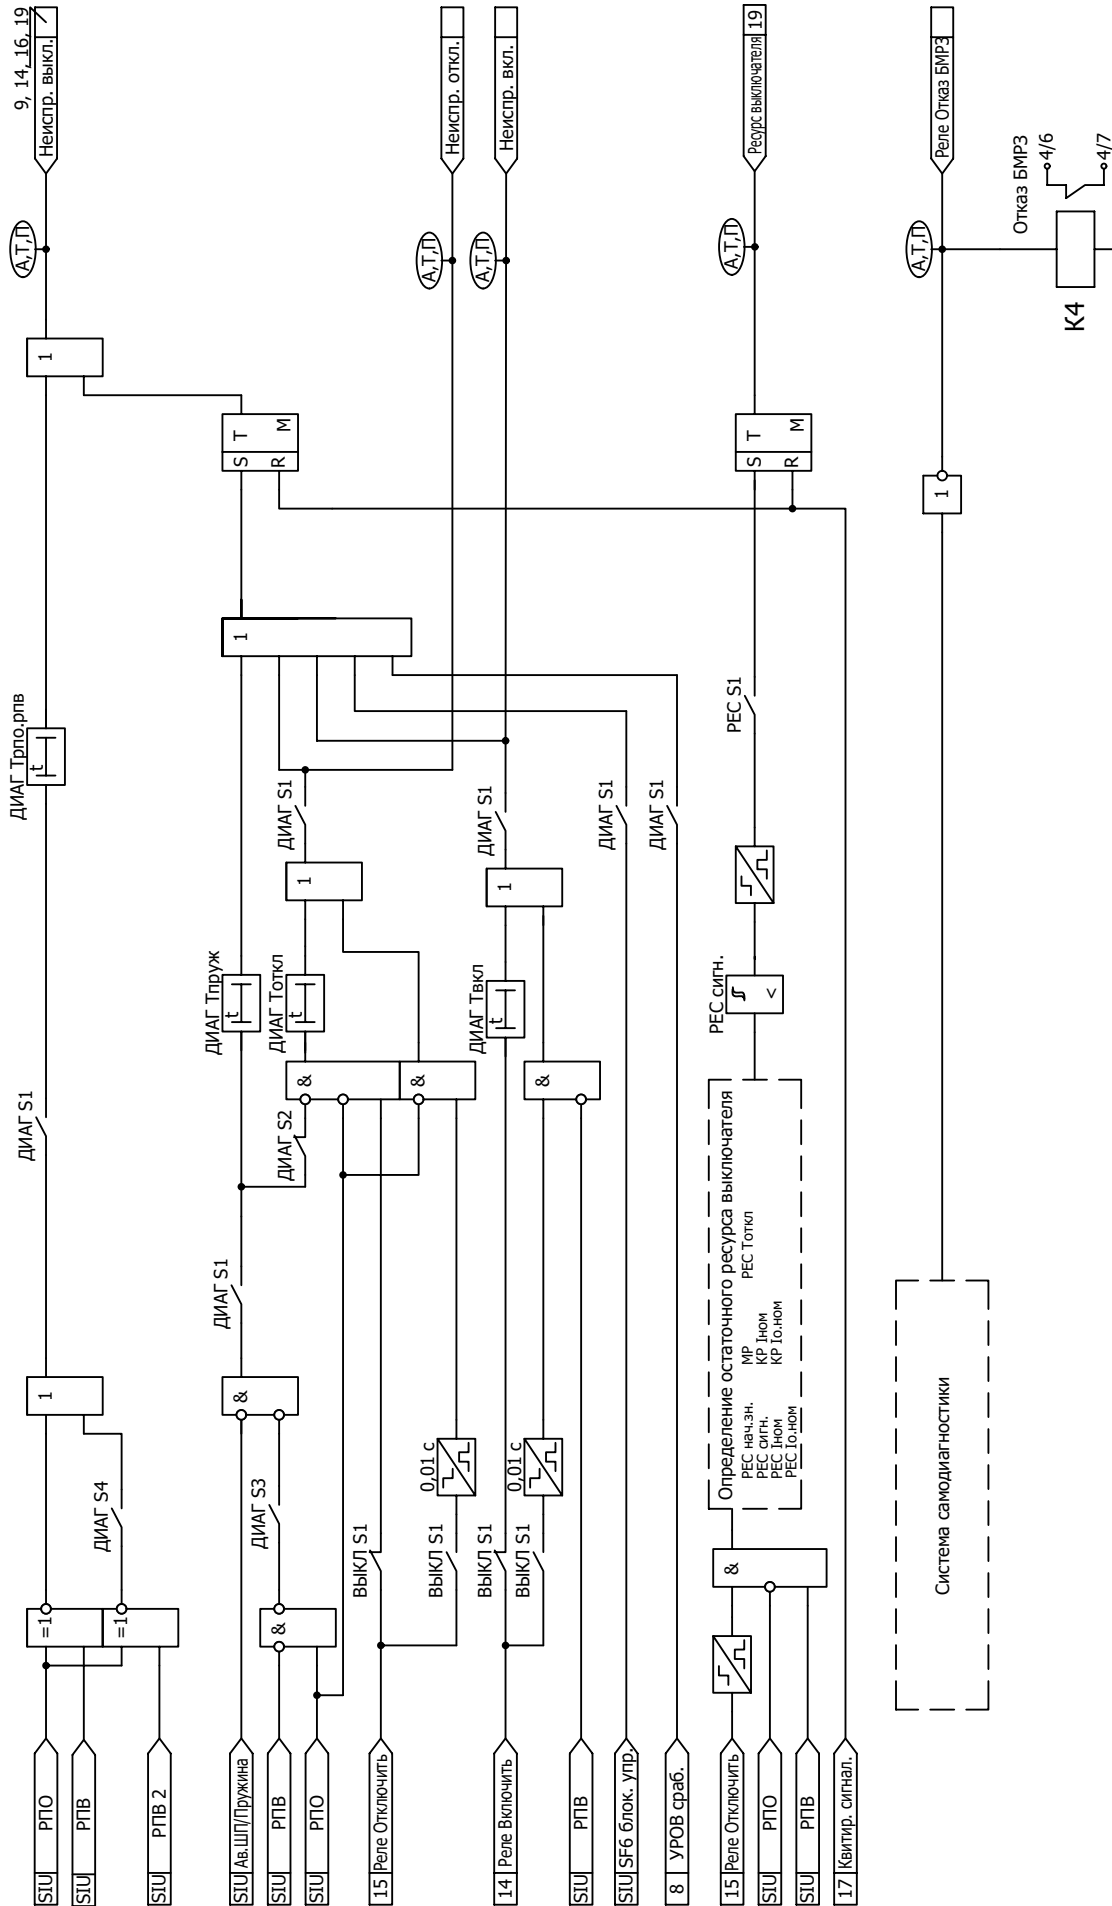 SIU РПО
SIU РПВ
SIU РПВ 2
=1
=1
ДИАГ S4
1
ДИАГ S1
ДИАГ Tрпо.рпв
t
1
А,Т,П
Неиспр. выкл.
9, 14, 16, 19
SIU Ав.ШП/Пружина
SIU РПВ
SIU РПО
&
ДИАГ S3
&
ДИАГ S1
ДИАГ S2
ДИАГ Tпруж
t
1
S T
R M
15 Реле Отключить
ВЫКЛ S1
ВЫКЛ S1
0,01 с
&
&
ДИАГ Tоткл
t
1
ДИАГ S1
А,Т,П
Неиспр. откл.
14 Реле Включить
ВЫКЛ S1
ВЫКЛ S1
0,01 с
SIU РПВ
&
ДИАГ Tвкл
t
1
ДИАГ S1
А,Т,П
Неиспр. вкл.
SIU SF6 блок. упр.
ДИАГ S1
8 УРОВ сраб.
ДИАГ S1
15 Реле Отключить
SIU РПО
SIU РПВ
&
Определение остаточного ресурса выключателя
РЕС нач.зн. МР РЕС Tоткл
РЕС сигн. КР Iном
РЕС Iном КР Iо.ном
РЕС Iо.ном
РЕС сигн.
<
РЕС S1
S T
R M
А,Т,П
Ресурс выключателя 19
17 Квитир. сигнал.
Система самодиагностики
1
А,Т,П
Реле Отказ БМРЗ
К4
Отказ БМРЗ
4/6
4/7